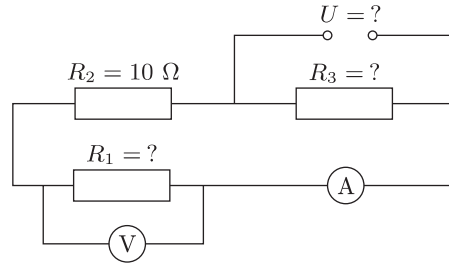 U = ?
R₂ = 10 Ω
R₃ = ?
R₁ = ?
A
V